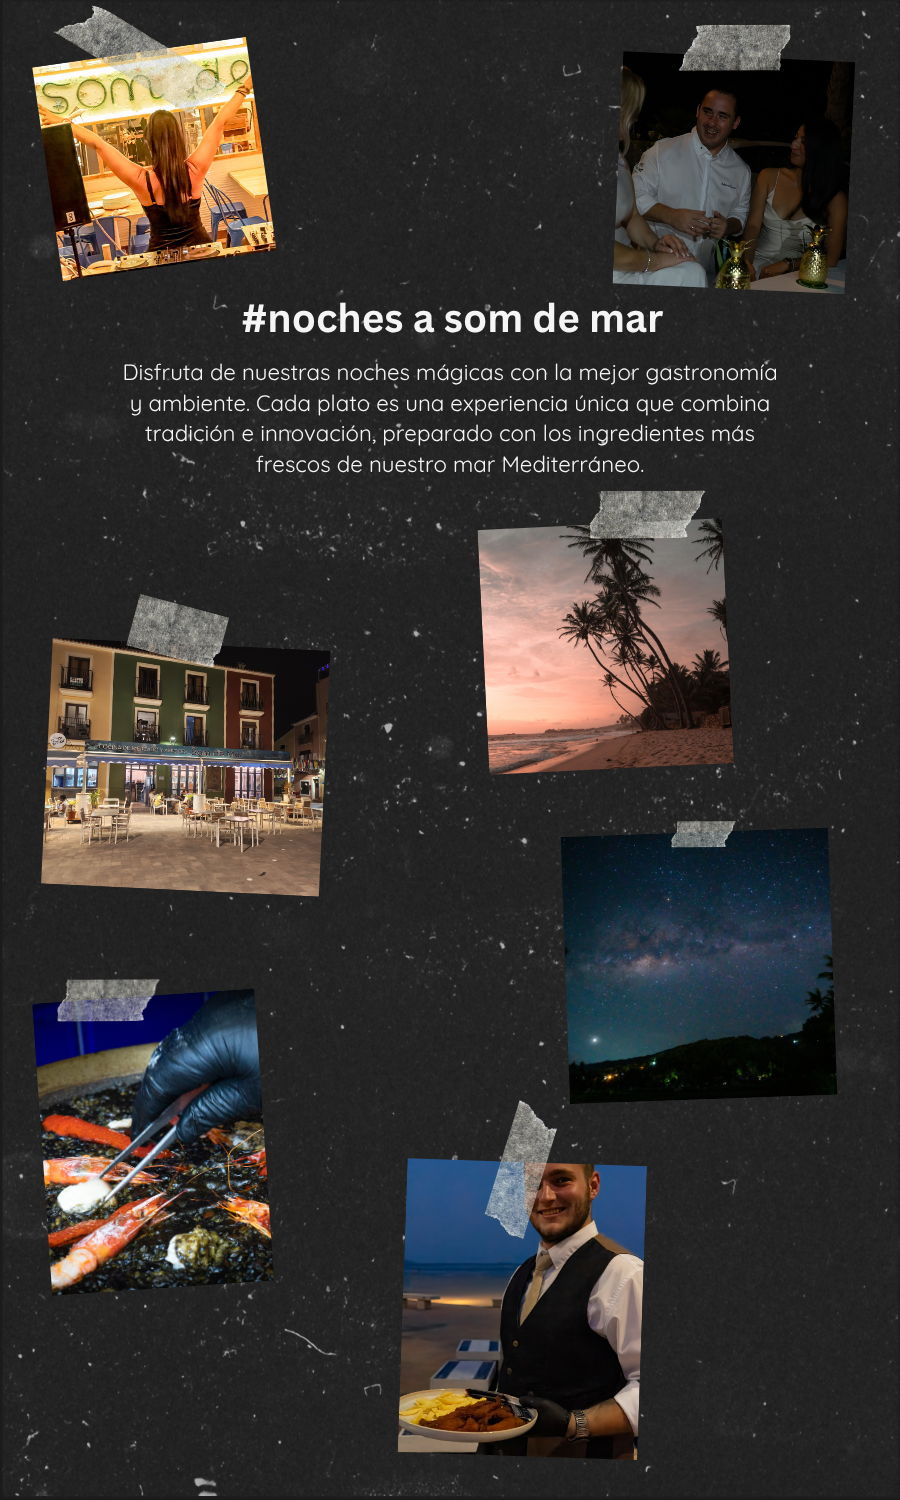 som de
#noches a som de mar
Disfruta de nuestras noches mágicas con la mejor gastronomía
y ambiente. Cada plato es una experiencia única que combina
tradición e innovación, preparado con los ingredientes más
frescos de nuestro mar Mediterráneo.